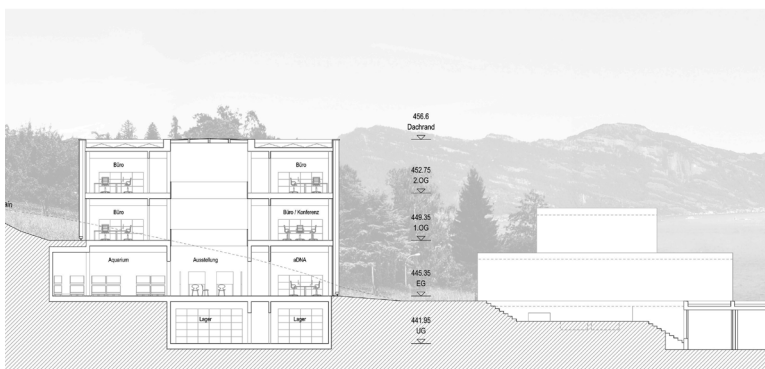 456.6
Dachrand
Büro
Büro
452.75
2.OG
ain
Büro
Büro / Konferenz
449.35
1.OG
Aquarium
Ausstellung
aDNA
445.35
EG
Lager
Lager
441.95
UG